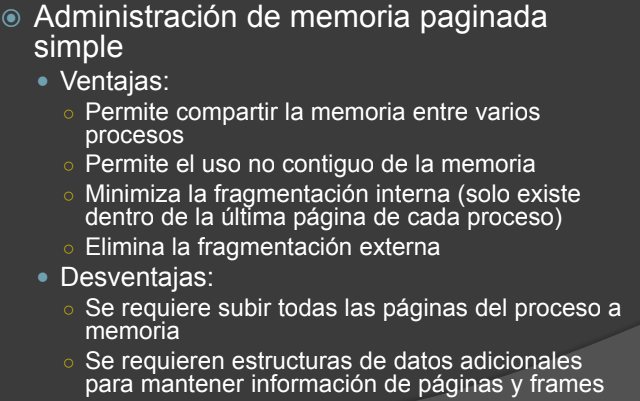 Administración de memoria paginada
simple
Ventajas:
Permite compartir la memoria entre varios
procesos
Permite el uso no contiguo de la memoria
Minimiza la fragmentación interna (solo existe
dentro de la última página de cada proceso)
Elimina la fragmentación externa
Desventajas:
Se requiere subir todas las páginas del proceso a
memoria
Se requieren estructuras de datos adicionales
para mantener información de páginas y frames